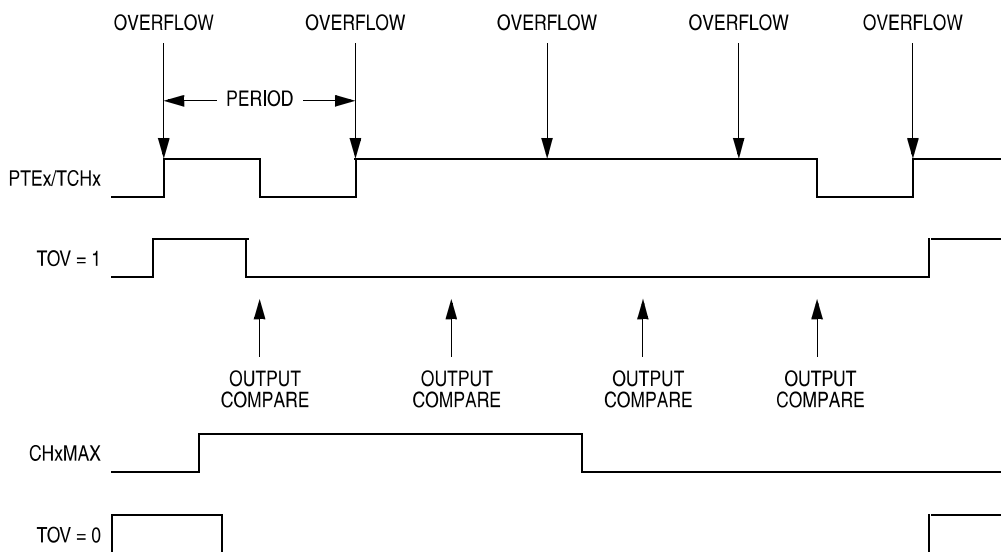 OVERFLOW OVERFLOW OVERFLOW OVERFLOW OVERFLOW
PERIOD
PTEx/TCHx
TOV = 1
OUTPUT COMPARE
OUTPUT COMPARE
OUTPUT COMPARE
OUTPUT COMPARE
CHxMAX
TOV = 0